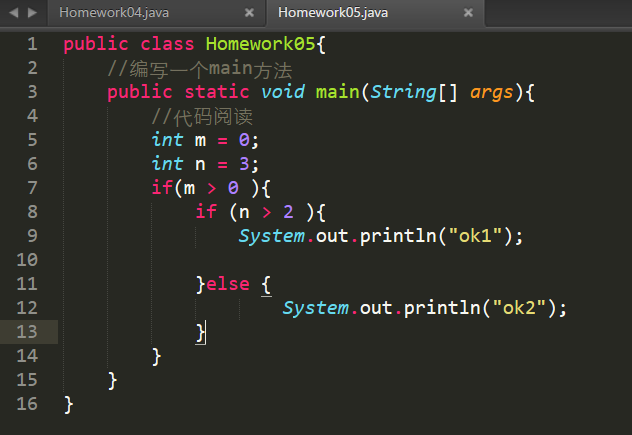 Homework04.java × Homework05.java ×
1 public class Homework05{
2 //编写一个main方法
3 public static void main(String[] args){
4 //代码阅读
5 int m = 0;
6 int n = 3;
7 if(m > 0 ){
8 if (n > 2 ){
9 System.out.println("ok1");
10
11 }else {
12 System.out.println("ok2");
13 }
14 }
15 }
16 }